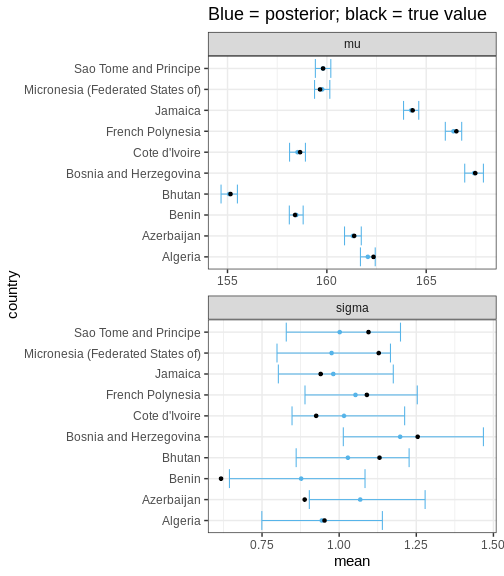 Blue = posterior; black = true value
mu
Sao Tome and Principe
Micronesia (Federated States of)
Jamaica
French Polynesia
Cote d'Ivoire
Bosnia and Herzegovina
Bhutan
Benin
Azerbaijan
Algeria
155 160 165
country
sigma
Sao Tome and Principe
Micronesia (Federated States of)
Jamaica
French Polynesia
Cote d'Ivoire
Bosnia and Herzegovina
Bhutan
Benin
Azerbaijan
Algeria
0.75 1.00 1.25 1.50
mean